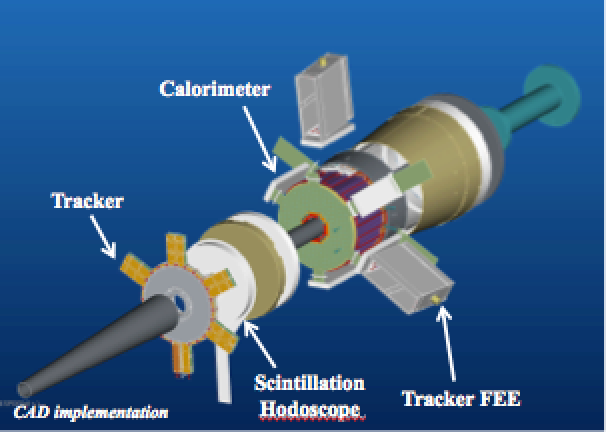 Calorimeter
Tracker
Scintillation
Hodoscope
Tracker FEE
CAD implementation